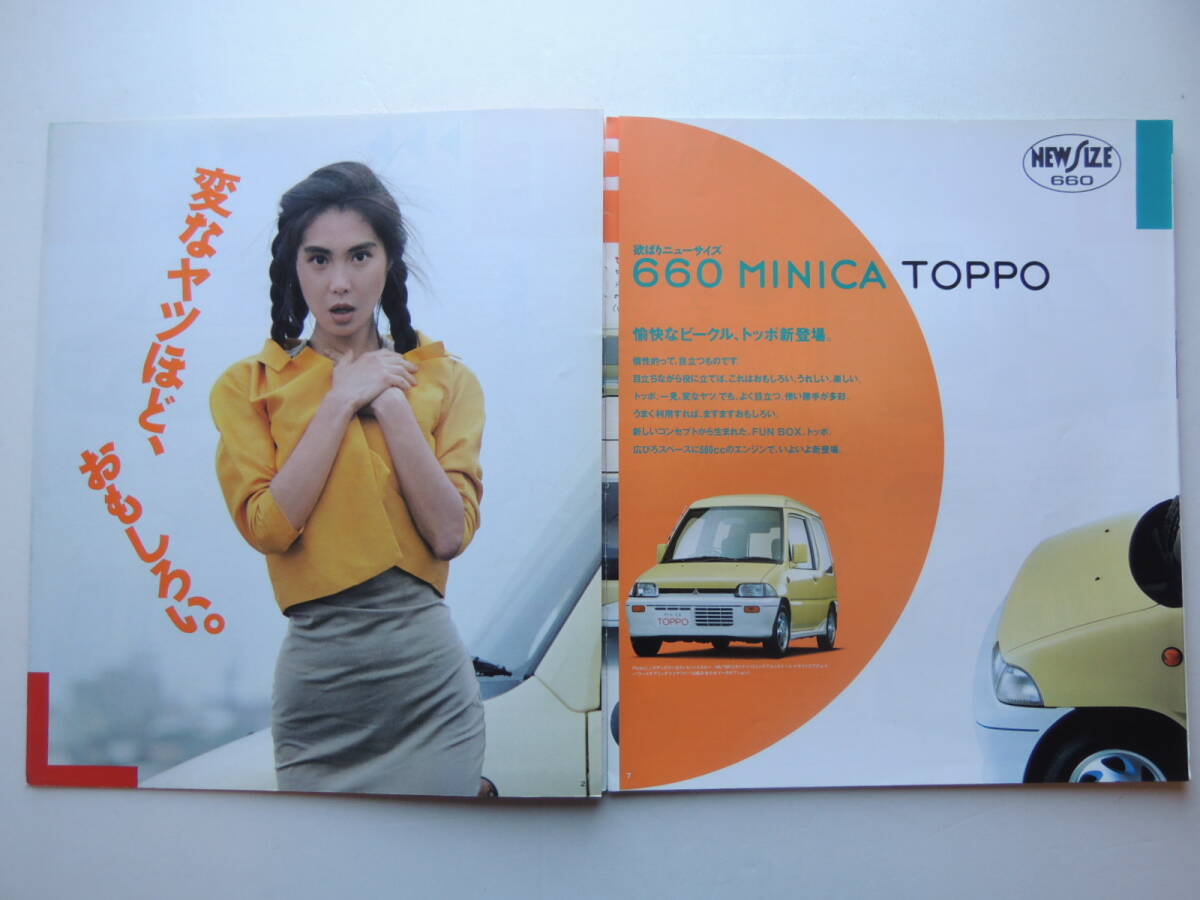 変なヤツほど、
おもしろい。
2
NEW SIZE
660
欲ばりニューサイズ
660 MINICA TOPPO
愉快なビークル、トッポ新登場。
個性的って、目立つものです。
目立ちながら役に立てば、これはおもしろい、うれしい、楽しい。
トッポ、一見、変なヤツ。でも、よく目立つ。使い勝手が多彩。
うまく利用すれば、ますますおもしろい。
新しいコンセプトから生まれた、FUN BOX、トッポ。
広びろスペースに660ccのエンジンで、いよいよ新登場。
TOPPO
7